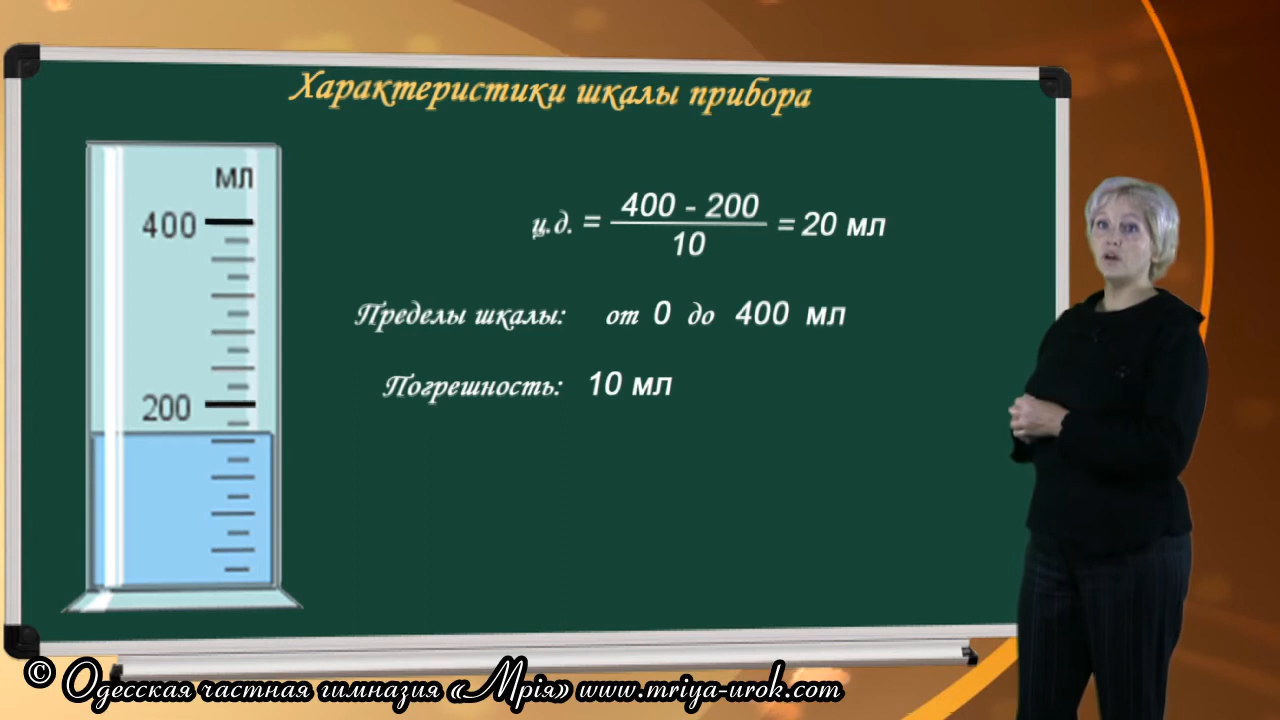 Характеристики шкалы прибора
мл
400
200
ц.д. = 400 - 200 / 10 = 20 мл
Пределы шкалы: от 0 до 400 мл
Погрешность: 10 мл
© Одесская частная гимназия «Мрія» www.mriya-urok.com